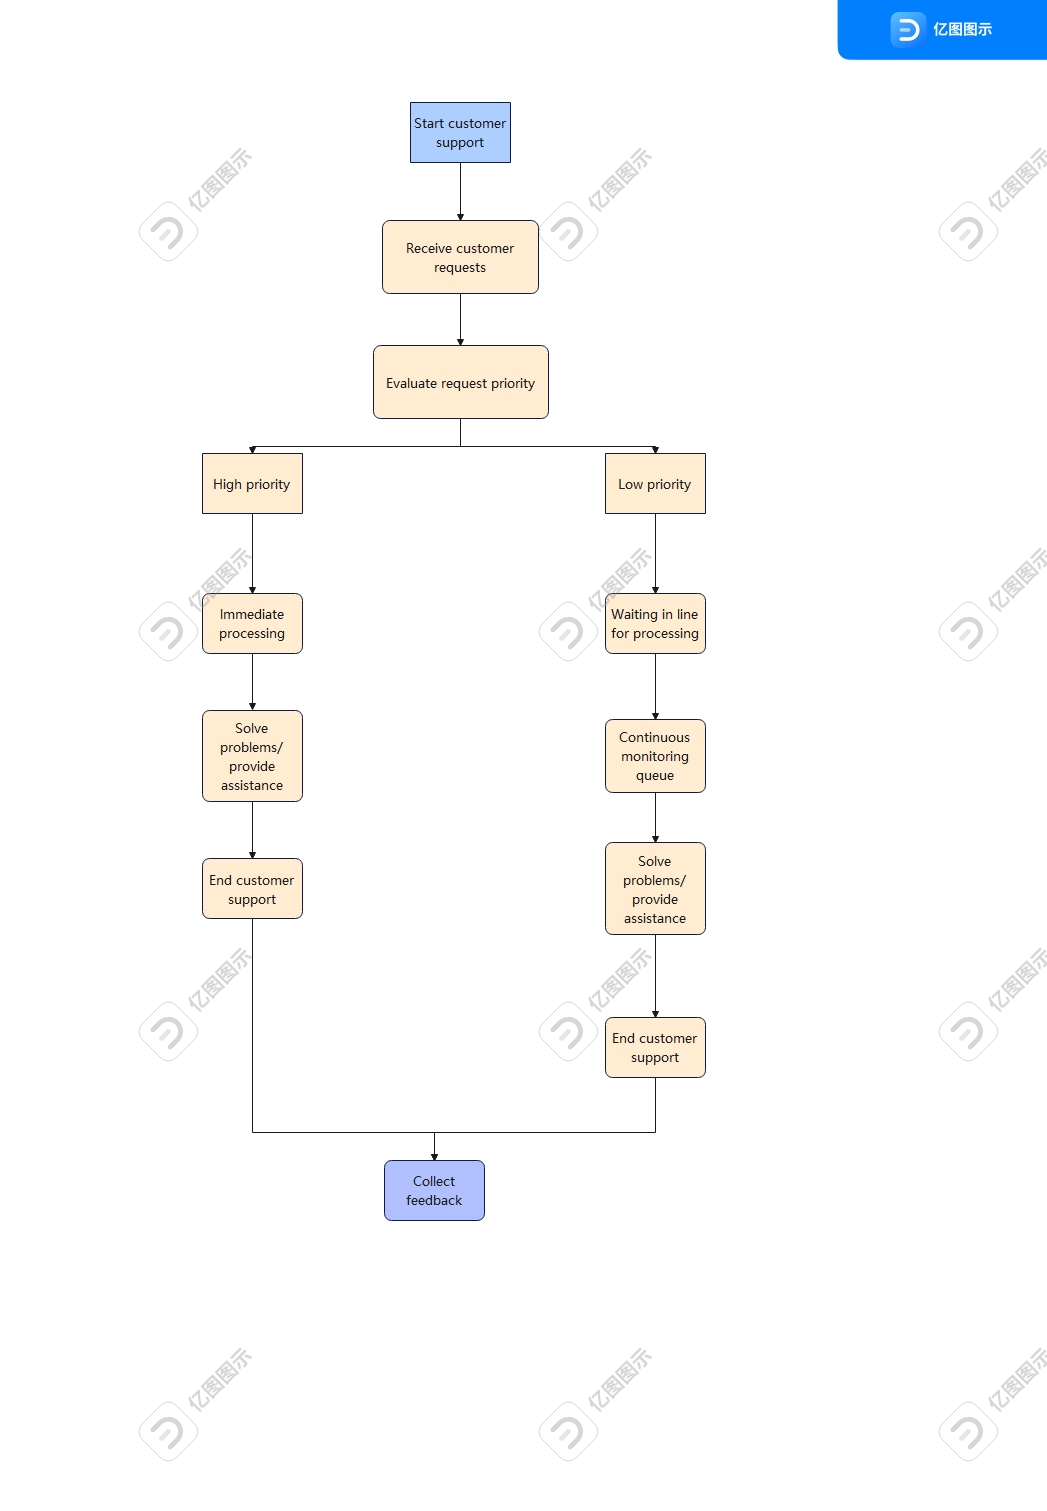 亿图图示
Start customer
support
Receive customer
requests
Evaluate request priority
High priority
Low priority
Immediate
processing
Waiting in line
for processing
Solve
problems/
provide
assistance
Continuous
monitoring
queue
End customer
support
Solve
problems/
provide
assistance
End customer
support
Collect
feedback
亿图图示
亿图图示
亿图图示
亿图图示
亿图图示
亿图图示
亿图图示
亿图图示
亿图图示
亿图图示
亿图图示
亿图图示